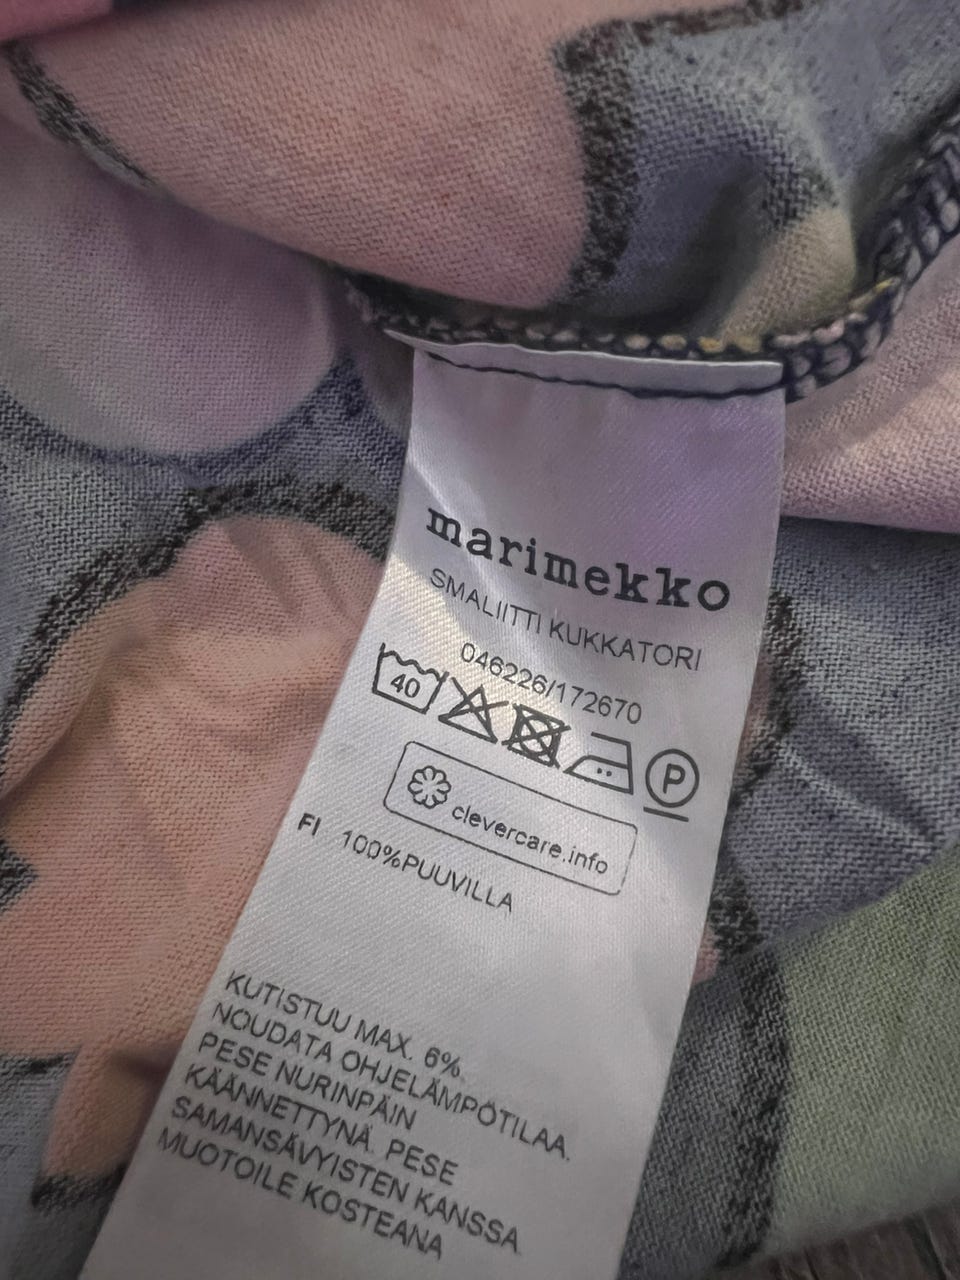 marimekko
SMALIITTI KUKKATORI
046226/172670
40
P
clevercare.info
FI 100%PUUVILLA
KUTISTUU MAX. 6%.
NOUDATA OHJELÄMPÖTILAA.
PESE NURINPÄIN
KÄÄNNETTYNÄ. PESE
SAMANSÄVYISTEN KANSSA
MUOTOILE KOSTEANA